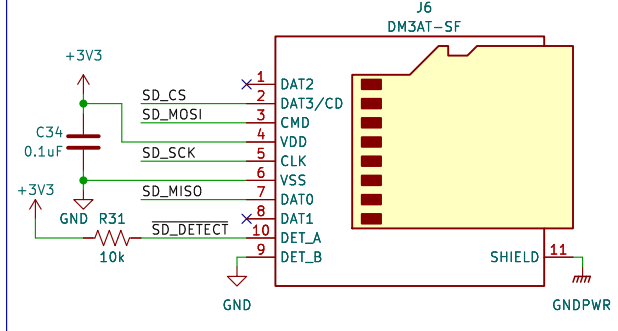 J6
DM3AT-SF
+3V3
1 DAT2
SD_CS 2 DAT3/CD
SD_MOSI 3 CMD
C34 4 VDD
0.1uF SD_SCK 5 CLK
6 VSS
+3V3 SD_MISO 7 DAT0
GND R31 8 DAT1
SD_DETECT 10 DET_A
10k 9 DET_B SHIELD 11
GND GNDPWR